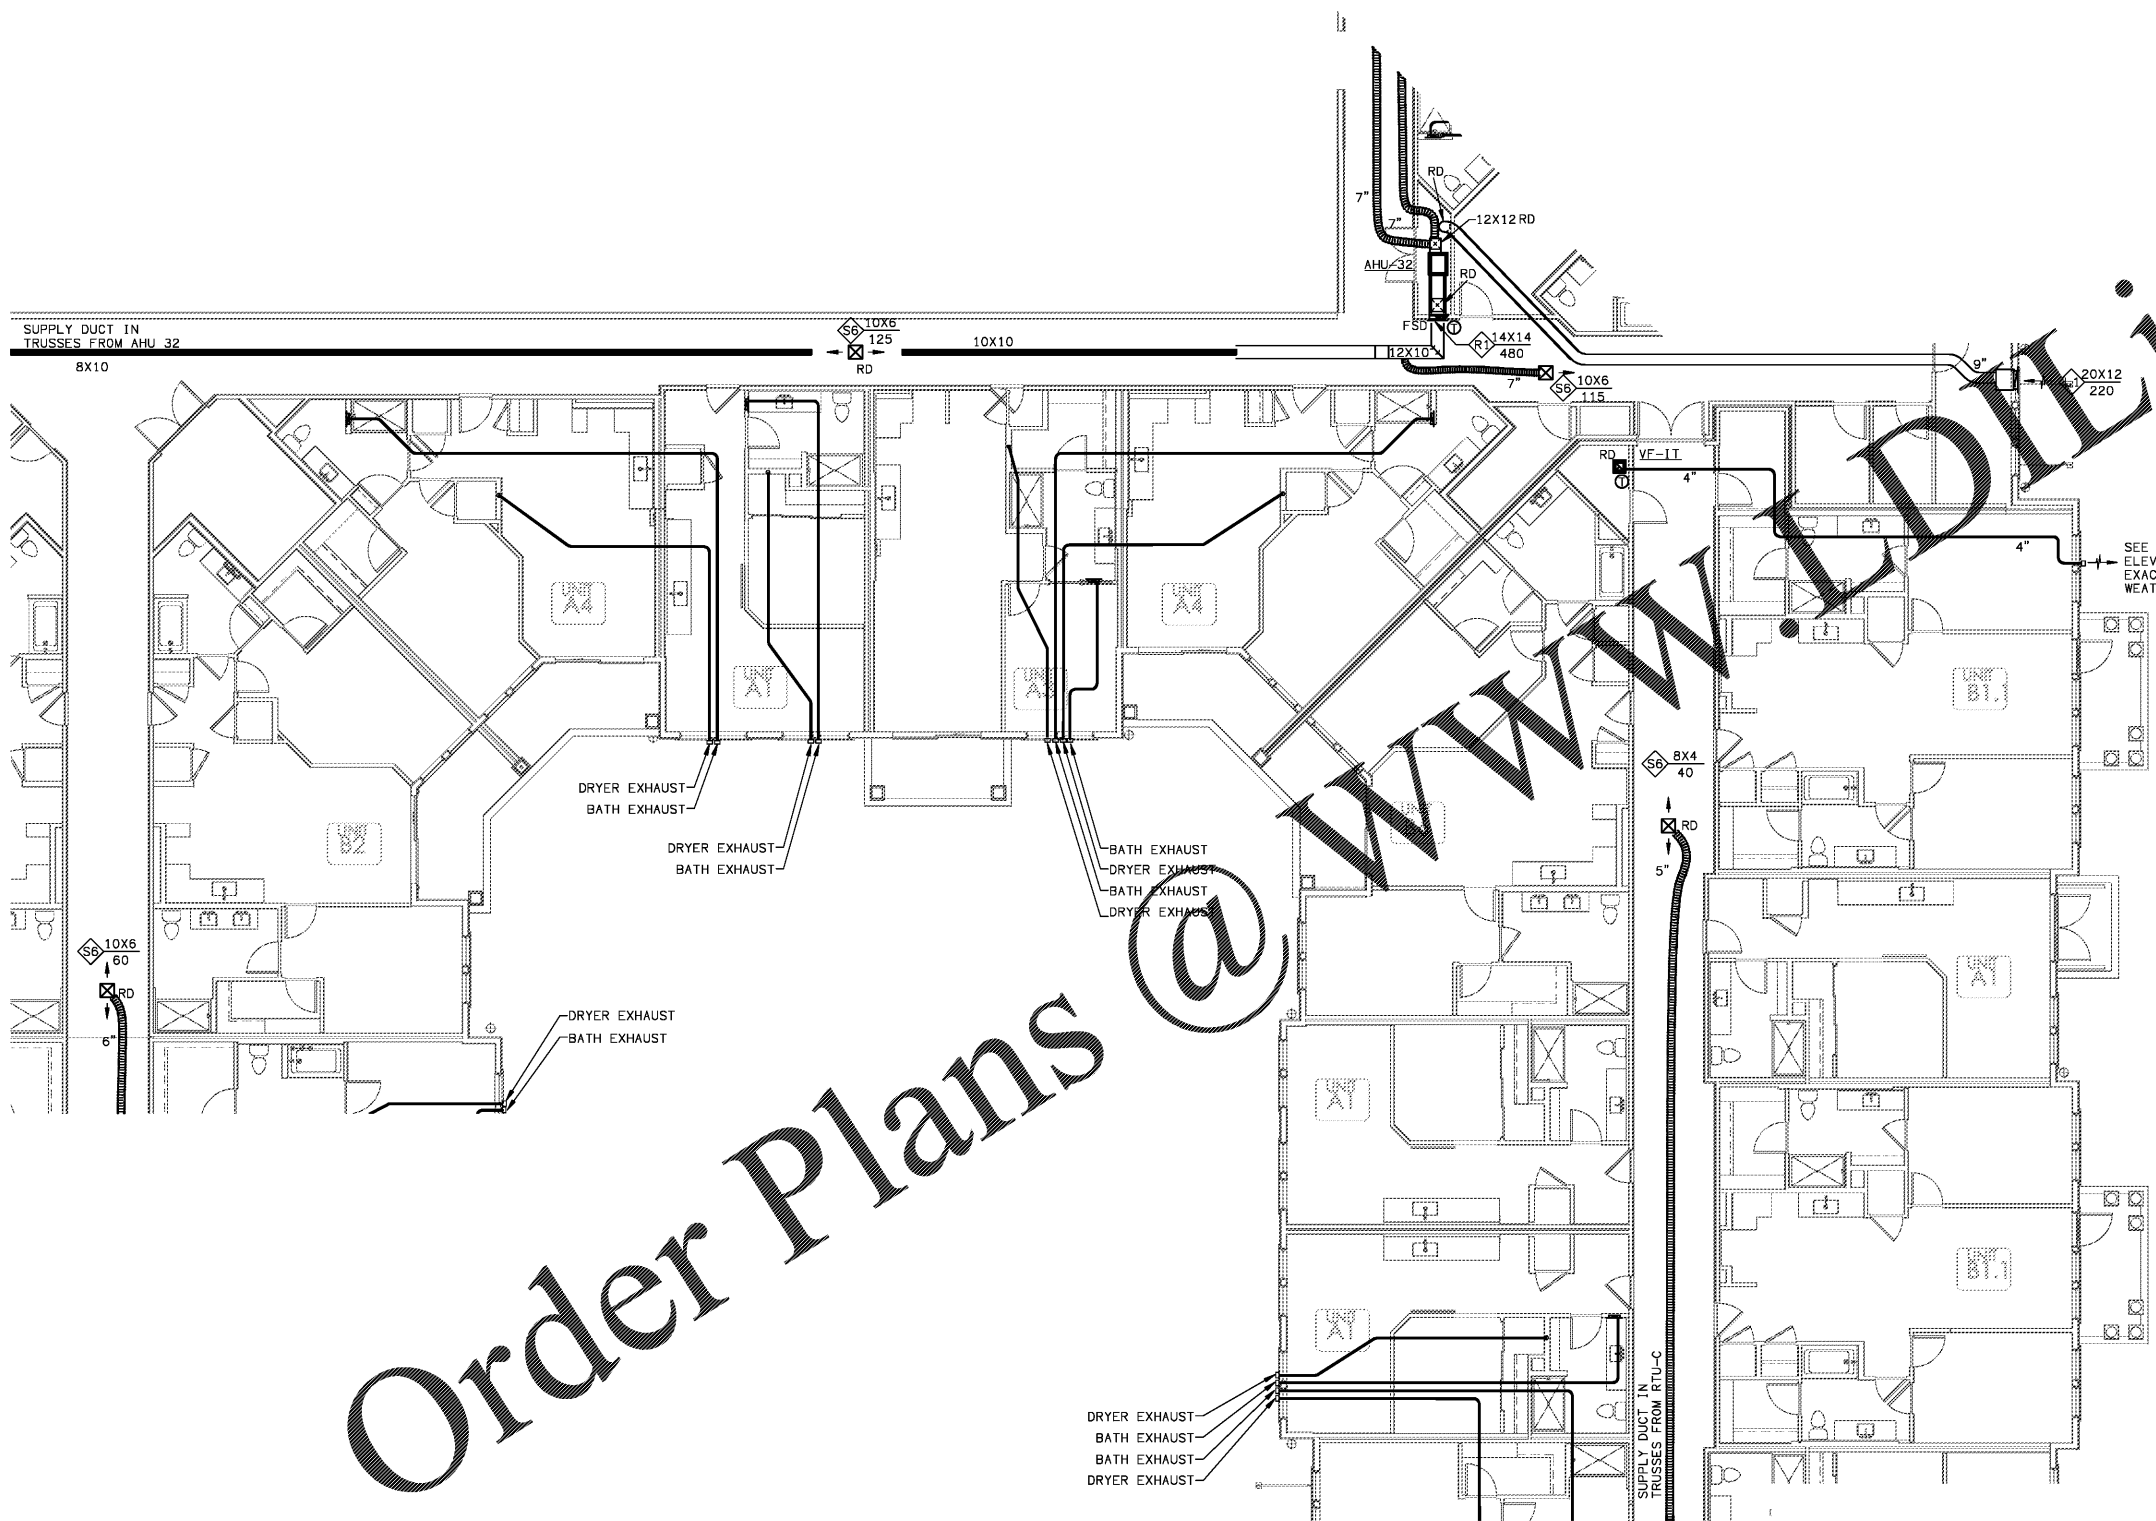 RD
7"
7"
12X12 RD
AHU-32
RD
SUPPLY DUCT IN
TRUSSES FROM AHU 32
8X10
S6 10X6
125
RD
10X10
FSD
T
12X10
R1 14X14
480
7"
S6 10X6
115
9"
20X12
220
RD
VF-IT
T
4"
4"
SEE
ELEV
EXAC
WEAT
UNIT
A4
UNIT
A1
UNIT
A4
UNIT
B1.1
UNIT
B2
DRYER EXHAUST
BATH EXHAUST
DRYER EXHAUST
BATH EXHAUST
BATH EXHAUST
DRYER EXHAUST
BATH EXHAUST
DRYER EXHAUST
S6 8X4
40
RD
5"
S6 10X6
60
RD
6"
UNIT
A1
DRYER EXHAUST
BATH EXHAUST
UNIT
A1
UNIT
B1.1
UNIT
A1
DRYER EXHAUST
BATH EXHAUST
BATH EXHAUST
DRYER EXHAUST
SUPPLY DUCT IN
TRUSSES FROM RTU-C
Order Plans @ WWW.LDIL.